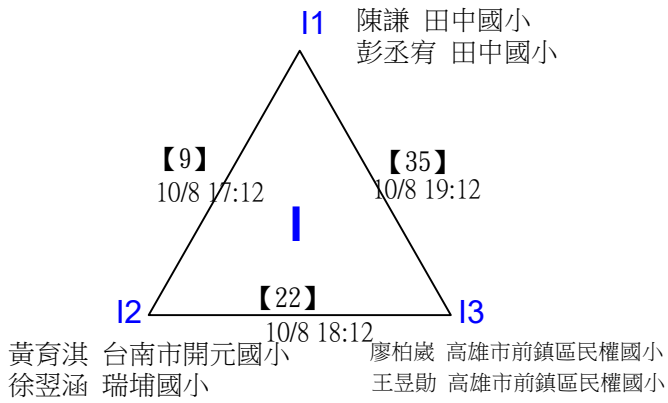 I1
陳謙 田中國小
彭丞宥 田中國小
【9】
10/8 17:12
【35】
10/8 19:12
I
【22】
10/8 18:12
I2
I3
黃育淇 台南市開元國小
徐翌涵 瑞埔國小
廖柏崴 高雄市前鎮區民權國小
王昱勛 高雄市前鎮區民權國小